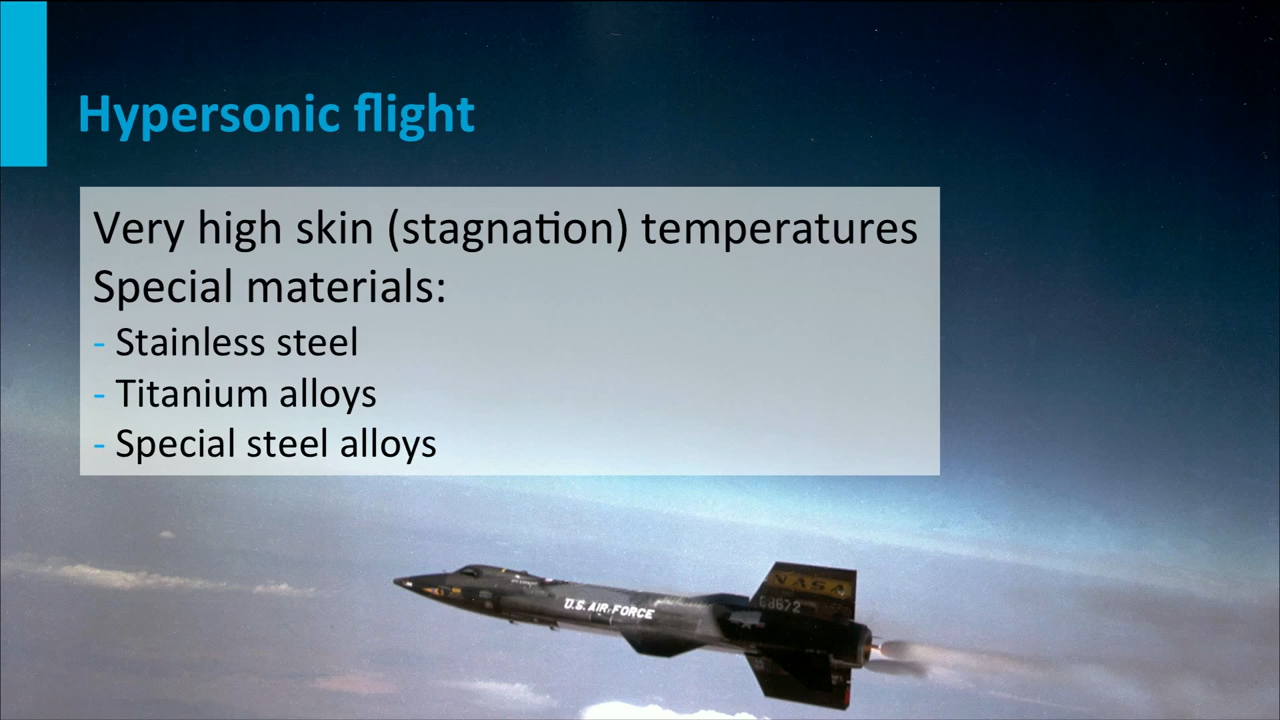 Hypersonic flight
Very high skin (stagnation) temperatures
Special materials:
- Stainless steel
- Titanium alloys
- Special steel alloys
U.S. AIR FORCE
NASA